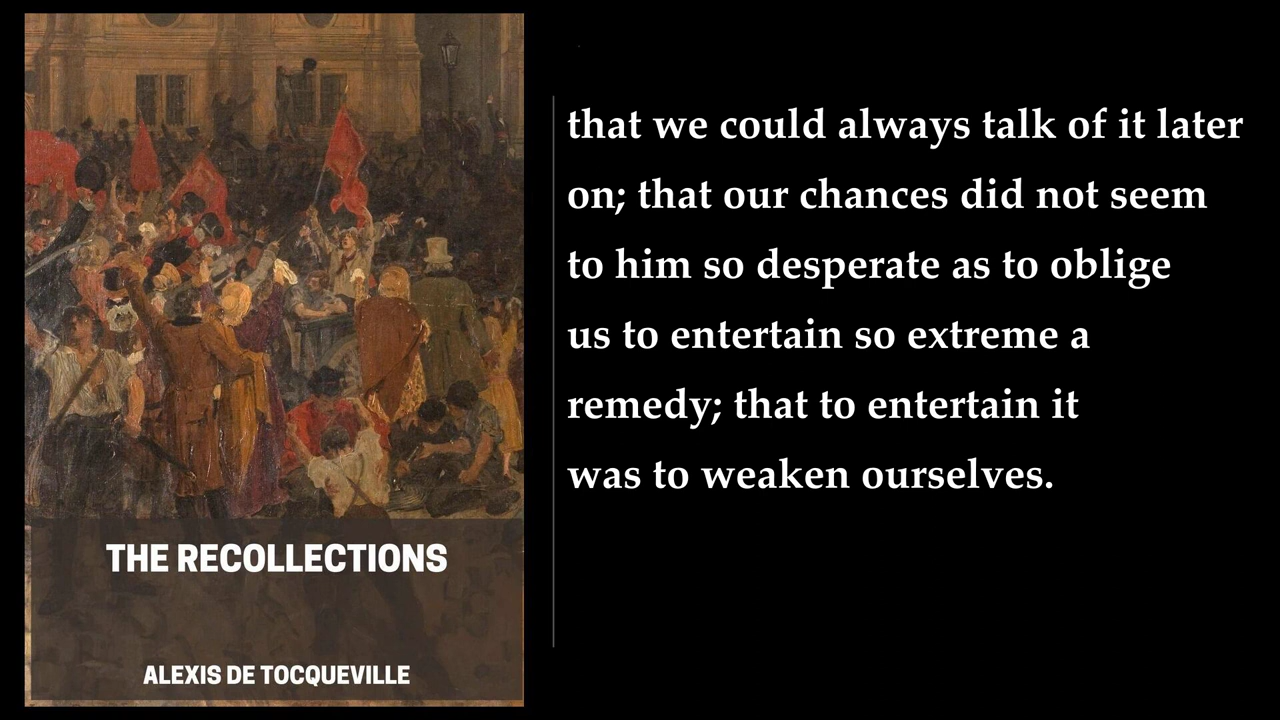 that we could always talk of it later
on; that our chances did not seem
to him so desperate as to oblige
us to entertain so extreme a
remedy; that to entertain it
was to weaken ourselves.
THE RECOLLECTIONS
ALEXIS DE TOCQUEVILLE